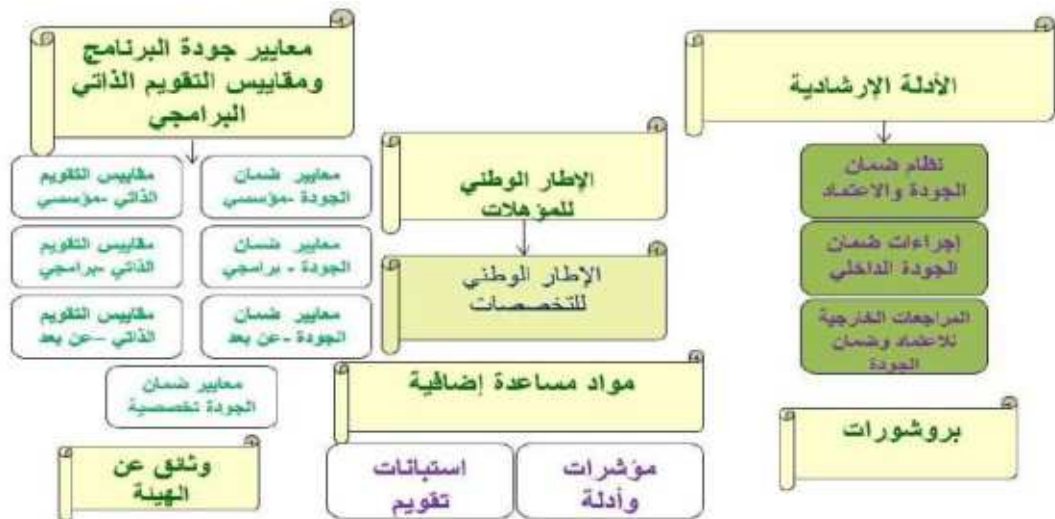 الأدلة الإرشادية
نظام ضمان
الجودة والاعتماد
إجراءات ضمان
الجودة الداخلي
المراجعات الخارجية
للاعتماد وضمان
الجودة
بروشورات
الإطار الوطني
للمؤهلات
الإطار الوطني
للتخصصات
مواد مساعدة إضافية
مؤشرات
وأدلة
استبانات
تقويم
معايير جودة البرنامج
ومقاييس التقويم الذاتي
البرامجي
معايير ضمان
الجودة -مؤسسي
مقاييس التقويم
الذاتي -مؤسسي
معايير ضمان
الجودة - برامجي
مقاييس التقويم
الذاتي -برامجي
معايير ضمان
الجودة -عن بعد
مقاييس التقويم
الذاتي –عن بعد
معايير ضمان
الجودة تخصصية
وثائق عن
الهيئة